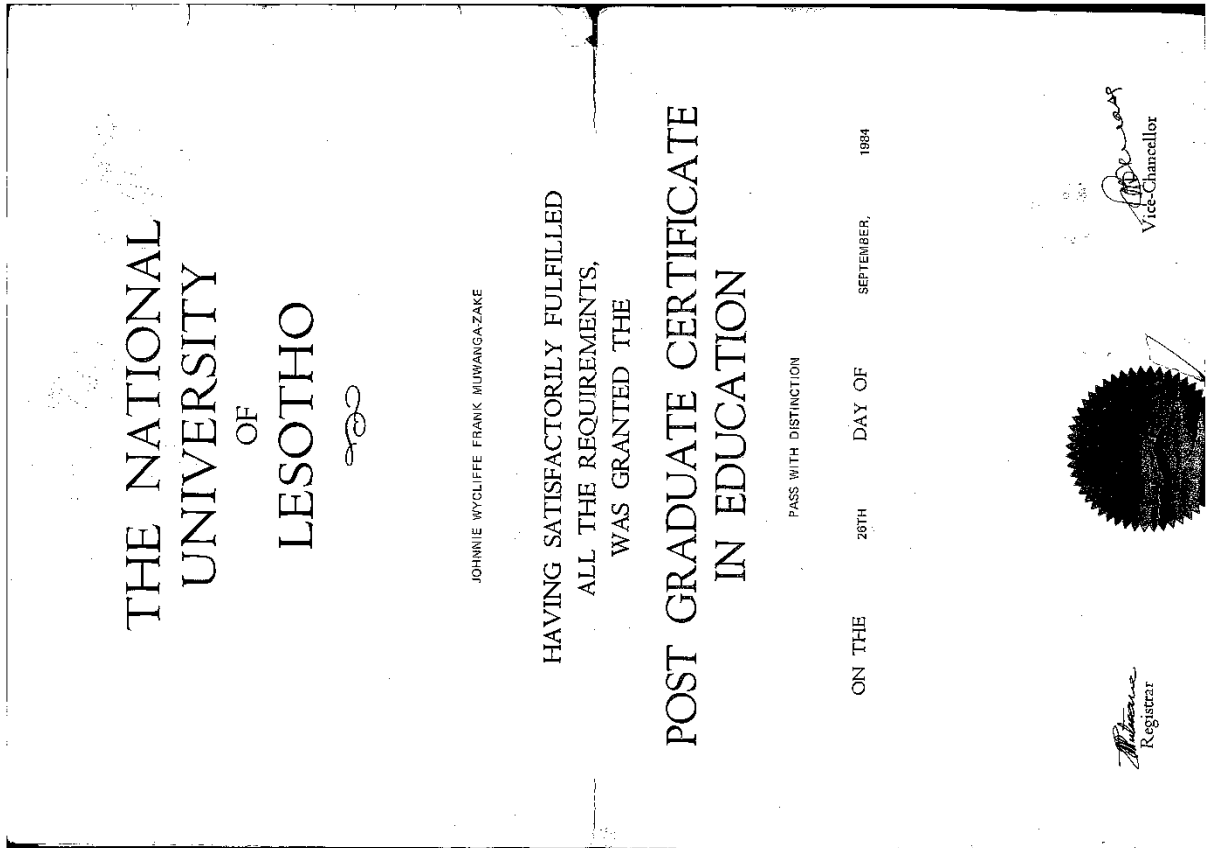 THE NATIONAL
UNIVERSITY
OF
LESOTHO
JOHNNIE WYCLIFFE FRANK MUWANGA-ZAKE
HAVING SATISFACTORILY FULFILLED
ALL THE REQUIREMENTS,
WAS GRANTED THE
POST GRADUATE CERTIFICATE
IN EDUCATION
PASS WITH DISTINCTION
ON THE 26TH DAY OF SEPTEMBER, 1984
Registrar
Vice-Chancellor